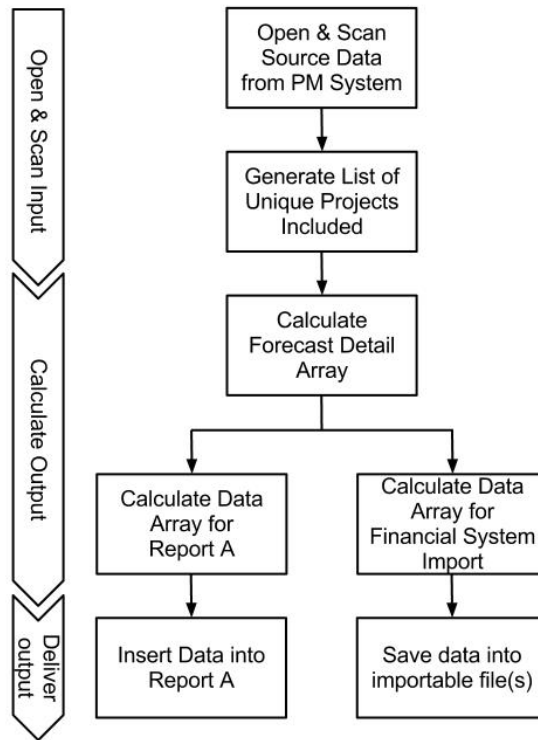 Open & Scan Input
Open & Scan
Source Data
from PM System
Generate List of
Unique Projects
Included
Calculate Output
Calculate
Forecast Detail
Array
Calculate Data
Array for
Report A
Calculate Data
Array for
Financial System
Import
Deliver
output
Insert Data into
Report A
Save data into
importable file(s)